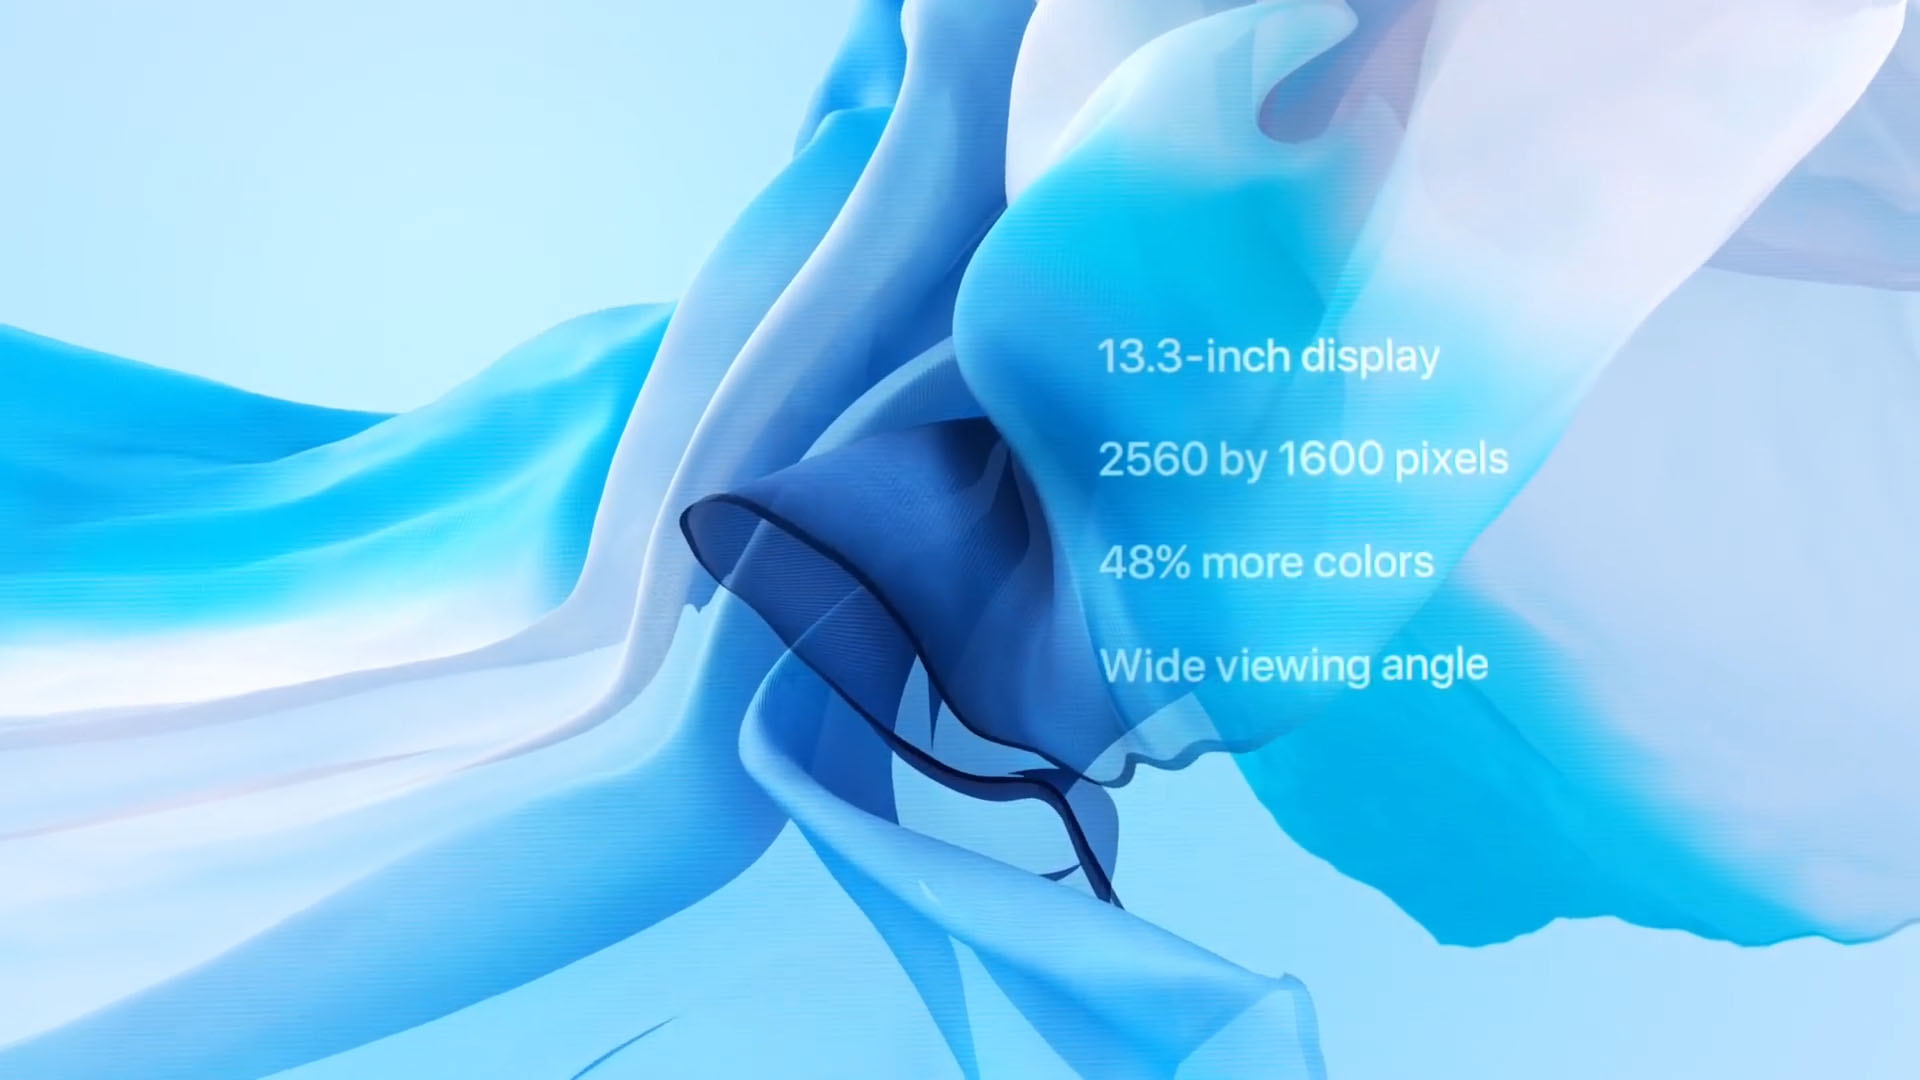 13.3-inch display
2560 by 1600 pixels
48% more colors
Wide viewing angle